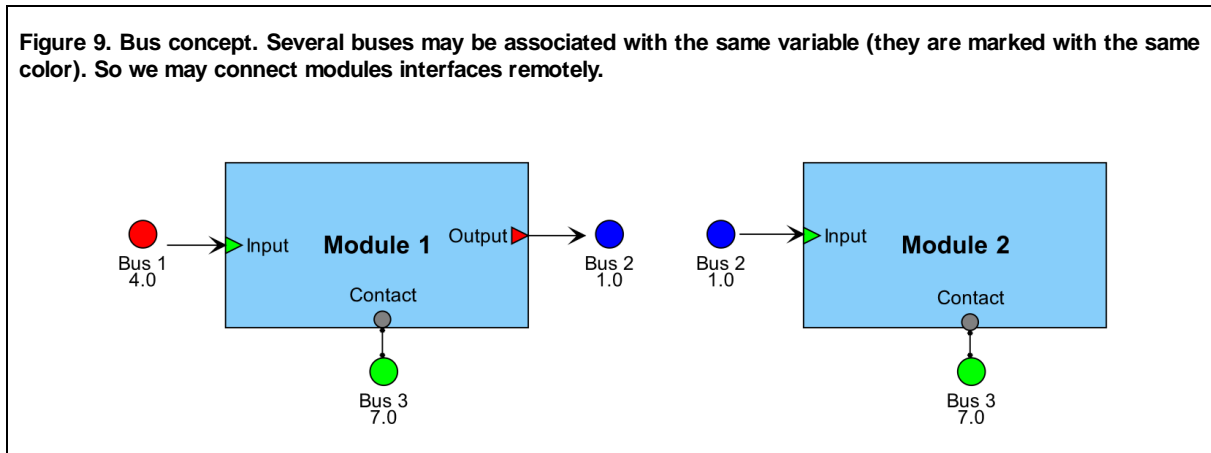 Figure 9. Bus concept. Several buses may be associated with the same variable (they are marked with the same
color). So we may connect modules interfaces remotely.
Bus 1
4.0
Input
Module 1
Output
Contact
Bus 2
1.0
Bus 3
7.0
Bus 2
1.0
Input
Module 2
Contact
Bus 3
7.0